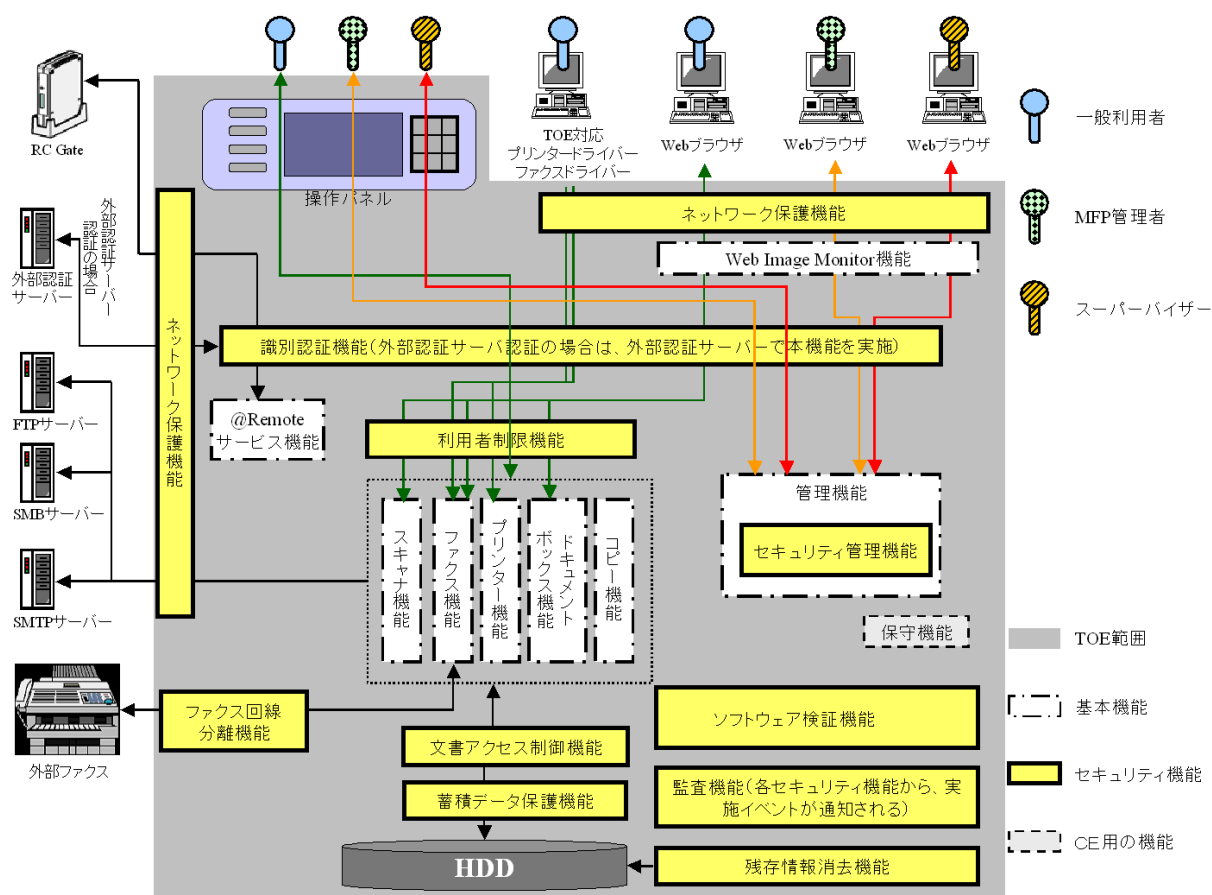 RC Gate
操作パネル
TOE対応
プリンタードライバー
ファクスドライバー
Webブラウザ
Webブラウザ
Webブラウザ
一般利用者
MFP管理者
スーパーバイザー
外部認証サーバー
認証の場合
外部認証
サーバー
ネットワーク保護機能
Web Image Monitor機能
ネットワーク保護機能
識別認証機能(外部認証サーバ認証の場合は、外部認証サーバーで本機能を実施)
FTPサーバー
@Remote
サービス機能
利用者制限機能
SMBサーバー
SMTPサーバー
スキャナ機能
ファクス機能
プリンター機能
ドキュメント
ボックス機能
コピー機能
管理機能
セキュリティ管理機能
保守機能
TOE範囲
基本機能
セキュリティ機能
CE用の機能
外部ファクス
ファクス回線
分離機能
文書アクセス制御機能
蓄積データ保護機能
HDD
ソフトウェア検証機能
監査機能(各セキュリティ機能から、実
施イベントが通知される)
残存情報消去機能